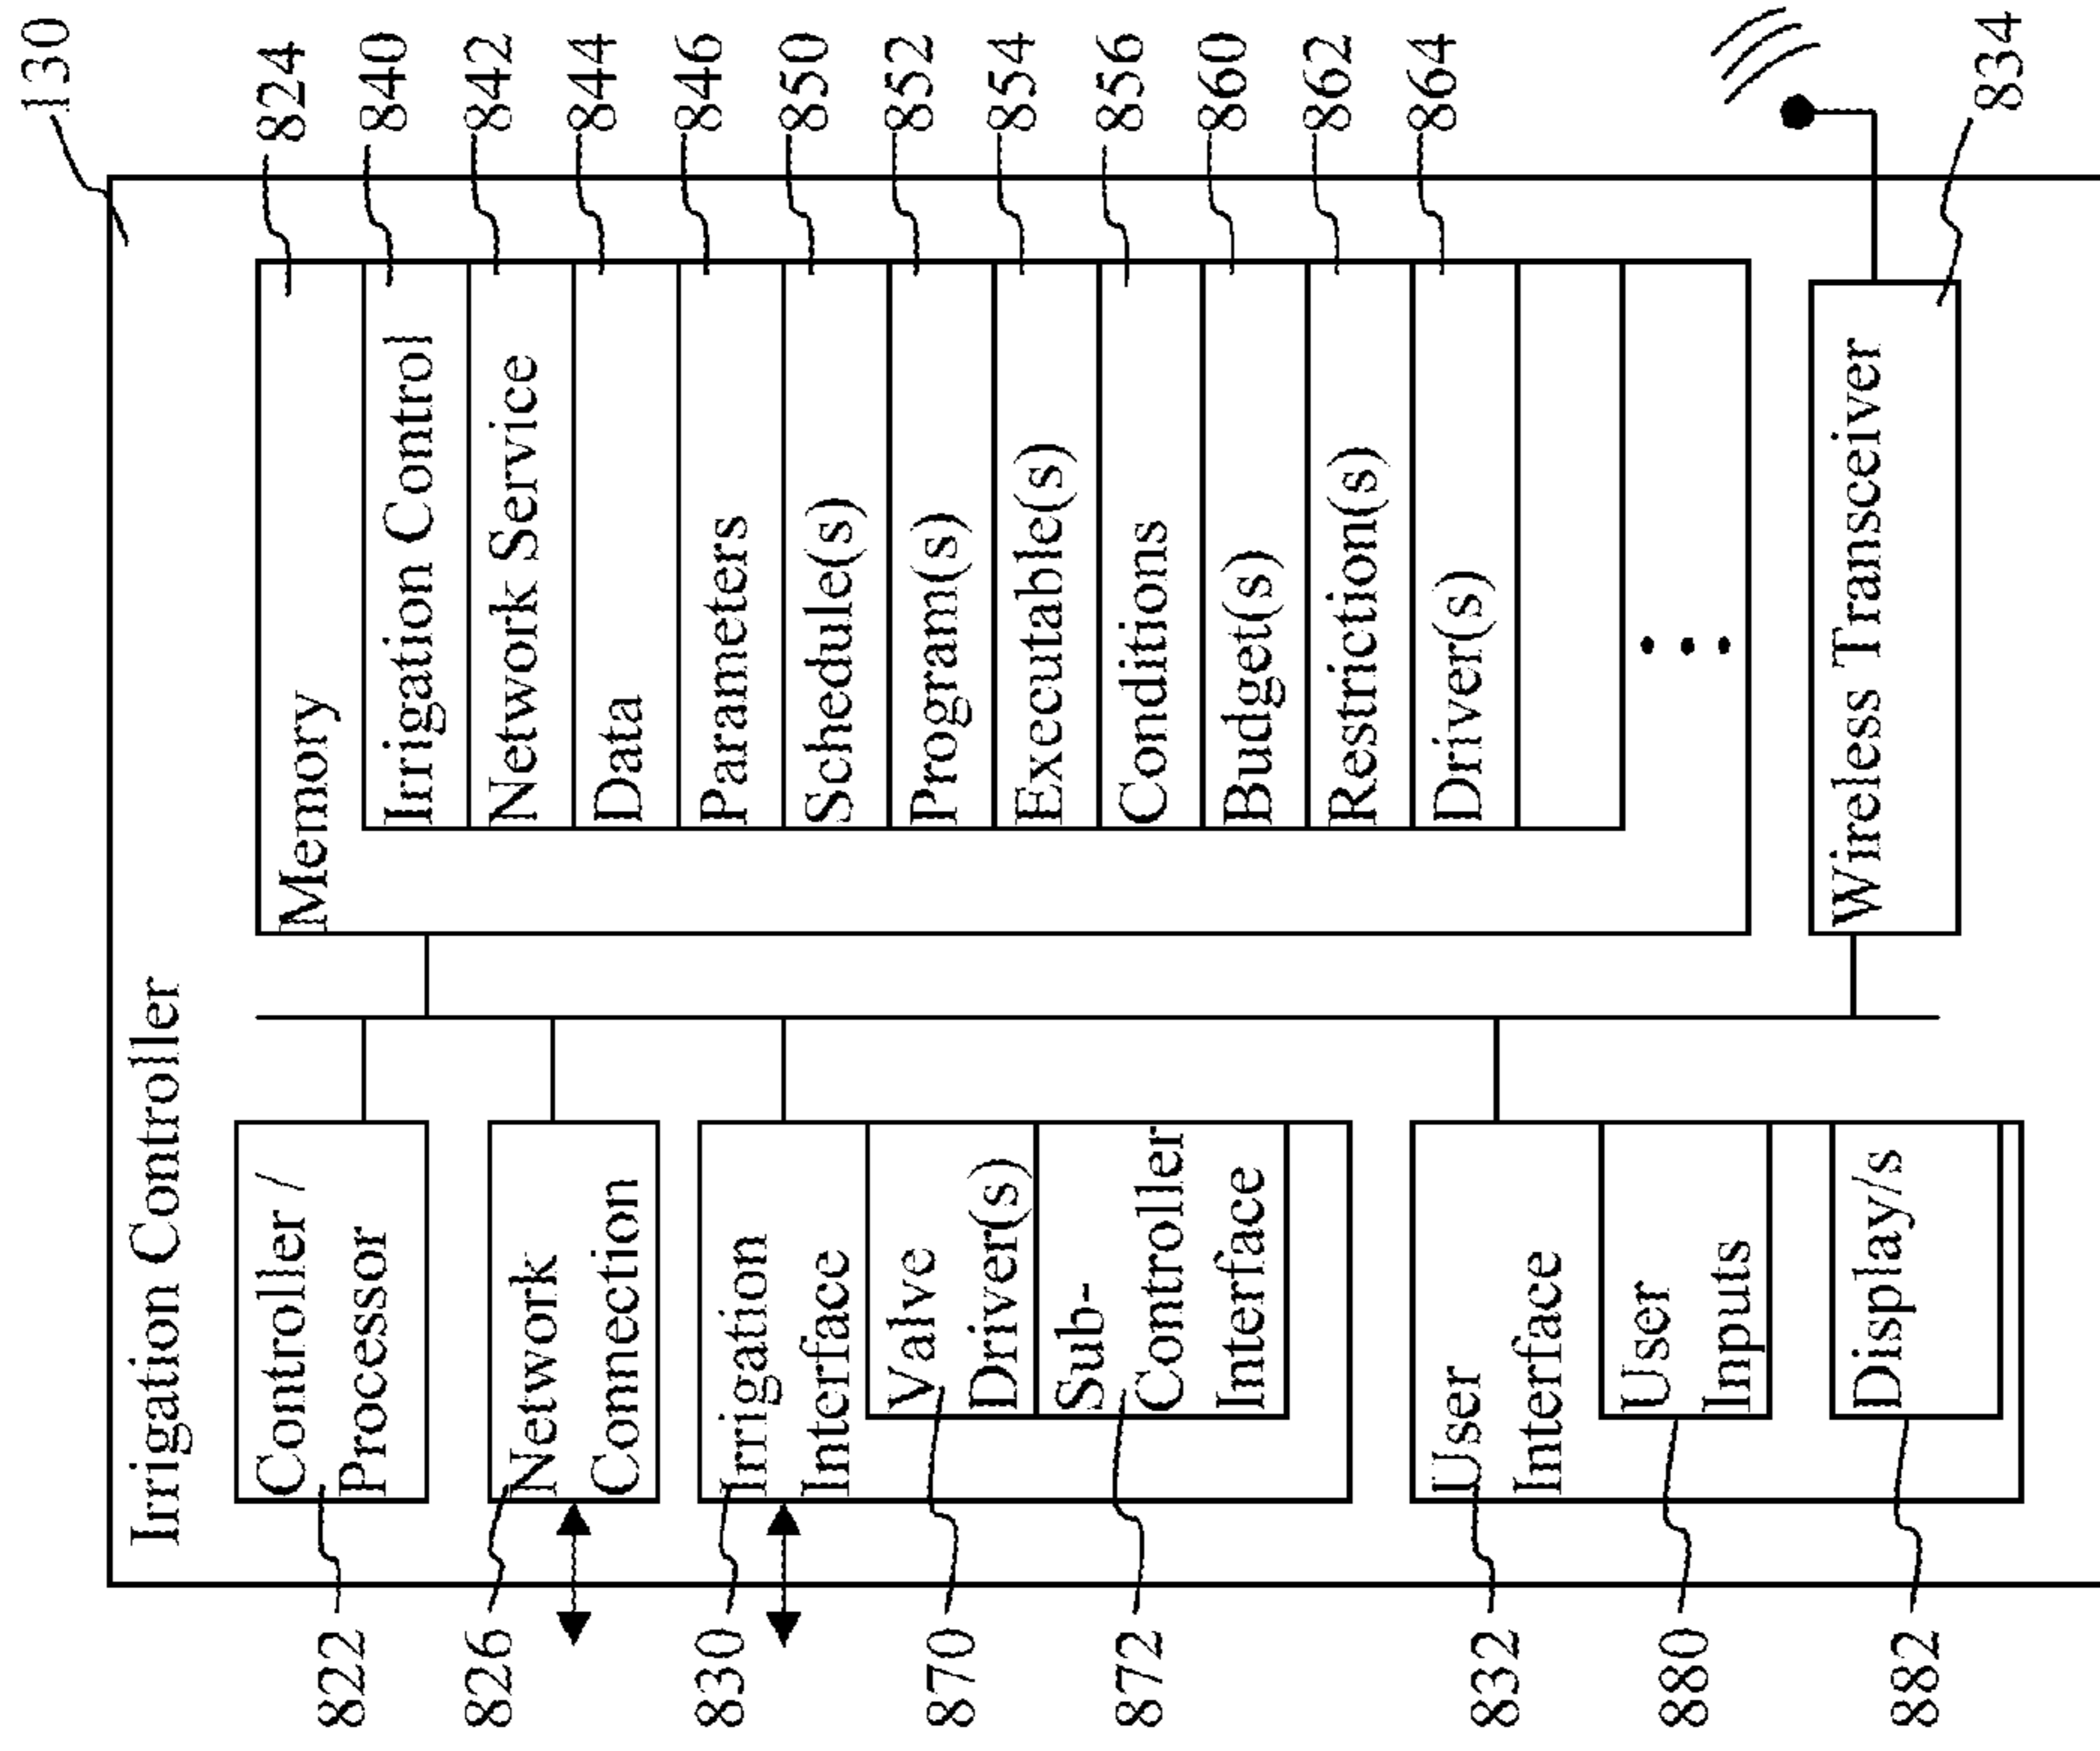 130
Irrigation Controller
822
Controller /
Processor
826
Network
Connection
830
Irrigation
Interface
870
Valve
Driver(s)
872
Sub-
Controller
Interface
832
User
Interface
880
User
Inputs
882
Display/s
Memory
824
Irrigation Control
840
Network Service
842
Data
844
Parameters
846
Schedule(s)
850
Program(s)
852
Executable(s)
854
Conditions
856
Budget(s)
860
Restriction(s)
862
Driver(s)
864
Wireless Transceiver
834